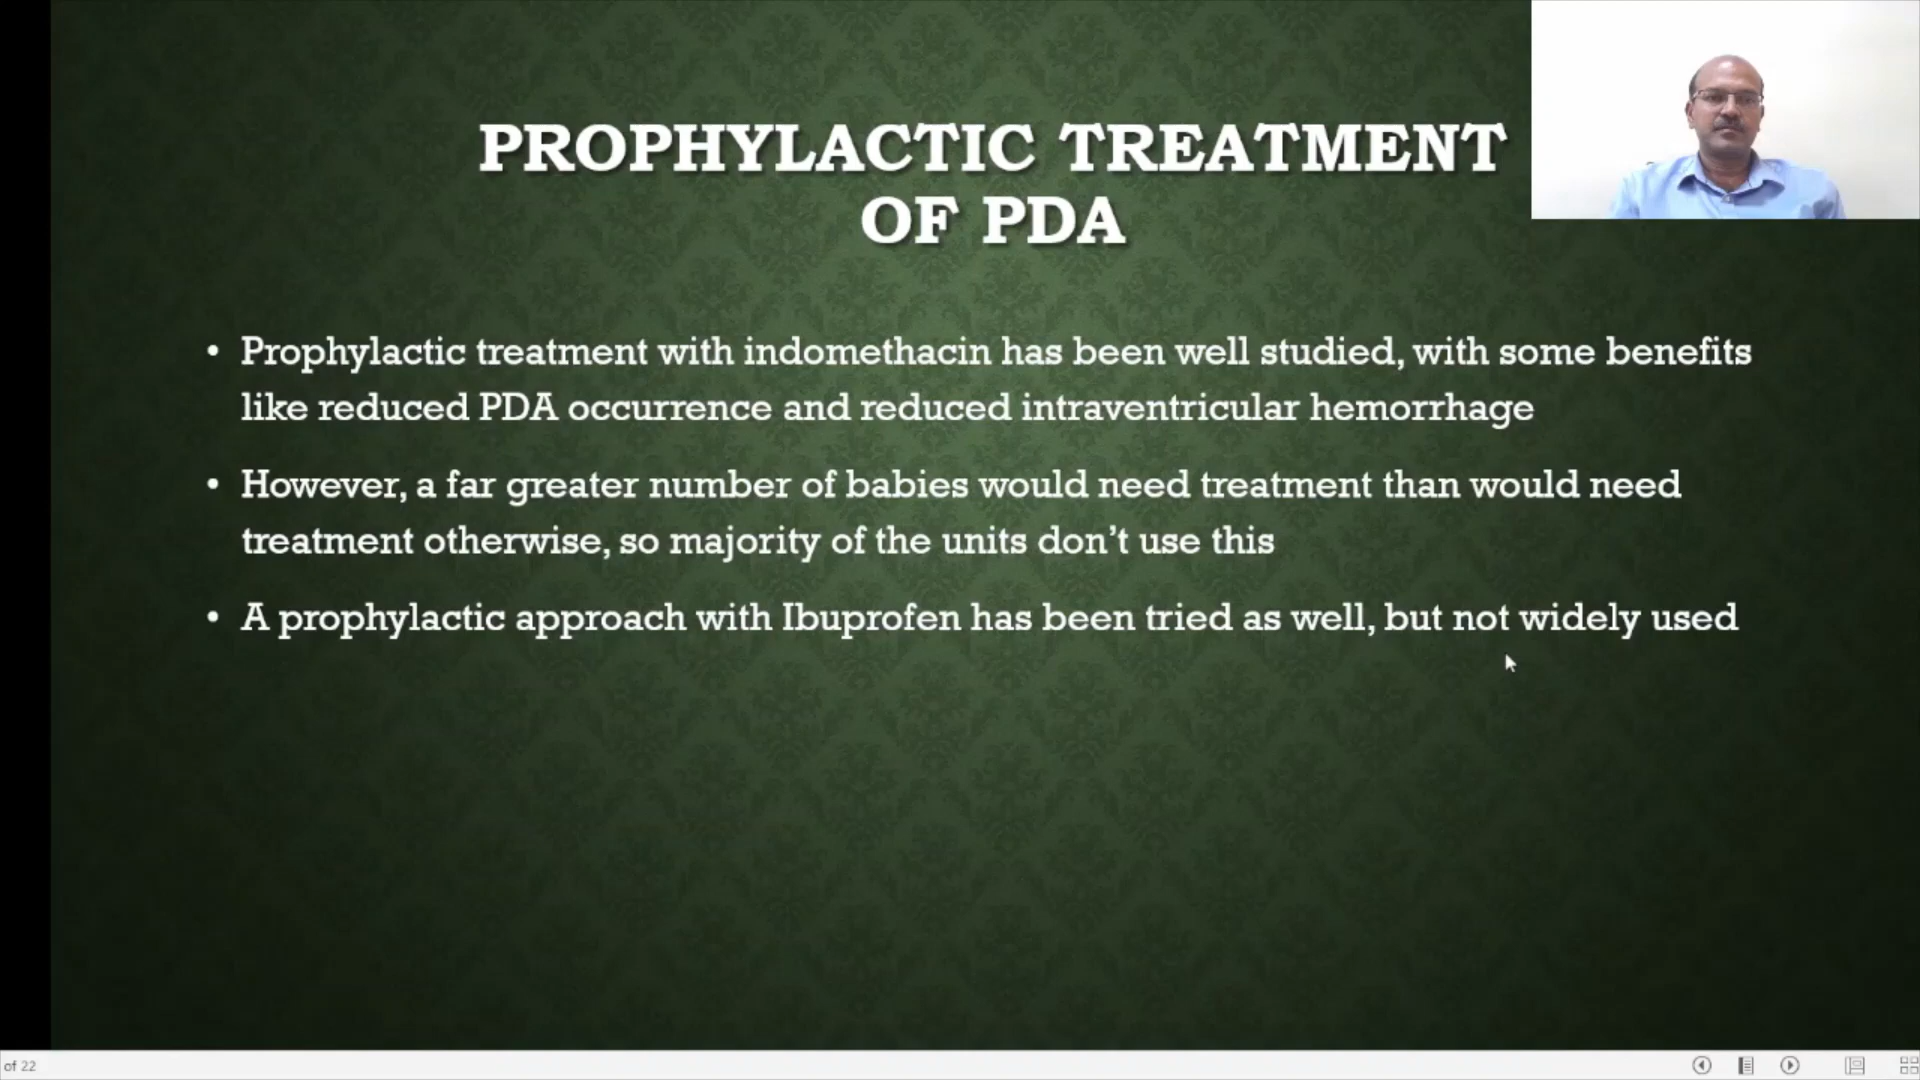 PROPHYLACTIC TREATMENT
OF PDA
• Prophylactic treatment with indomethacin has been well studied, with some benefits
like reduced PDA occurrence and reduced intraventricular hemorrhage
• However, a far greater number of babies would need treatment than would need
treatment otherwise, so majority of the units don’t use this
• A prophylactic approach with Ibuprofen has been tried as well, but not widely used
of 22